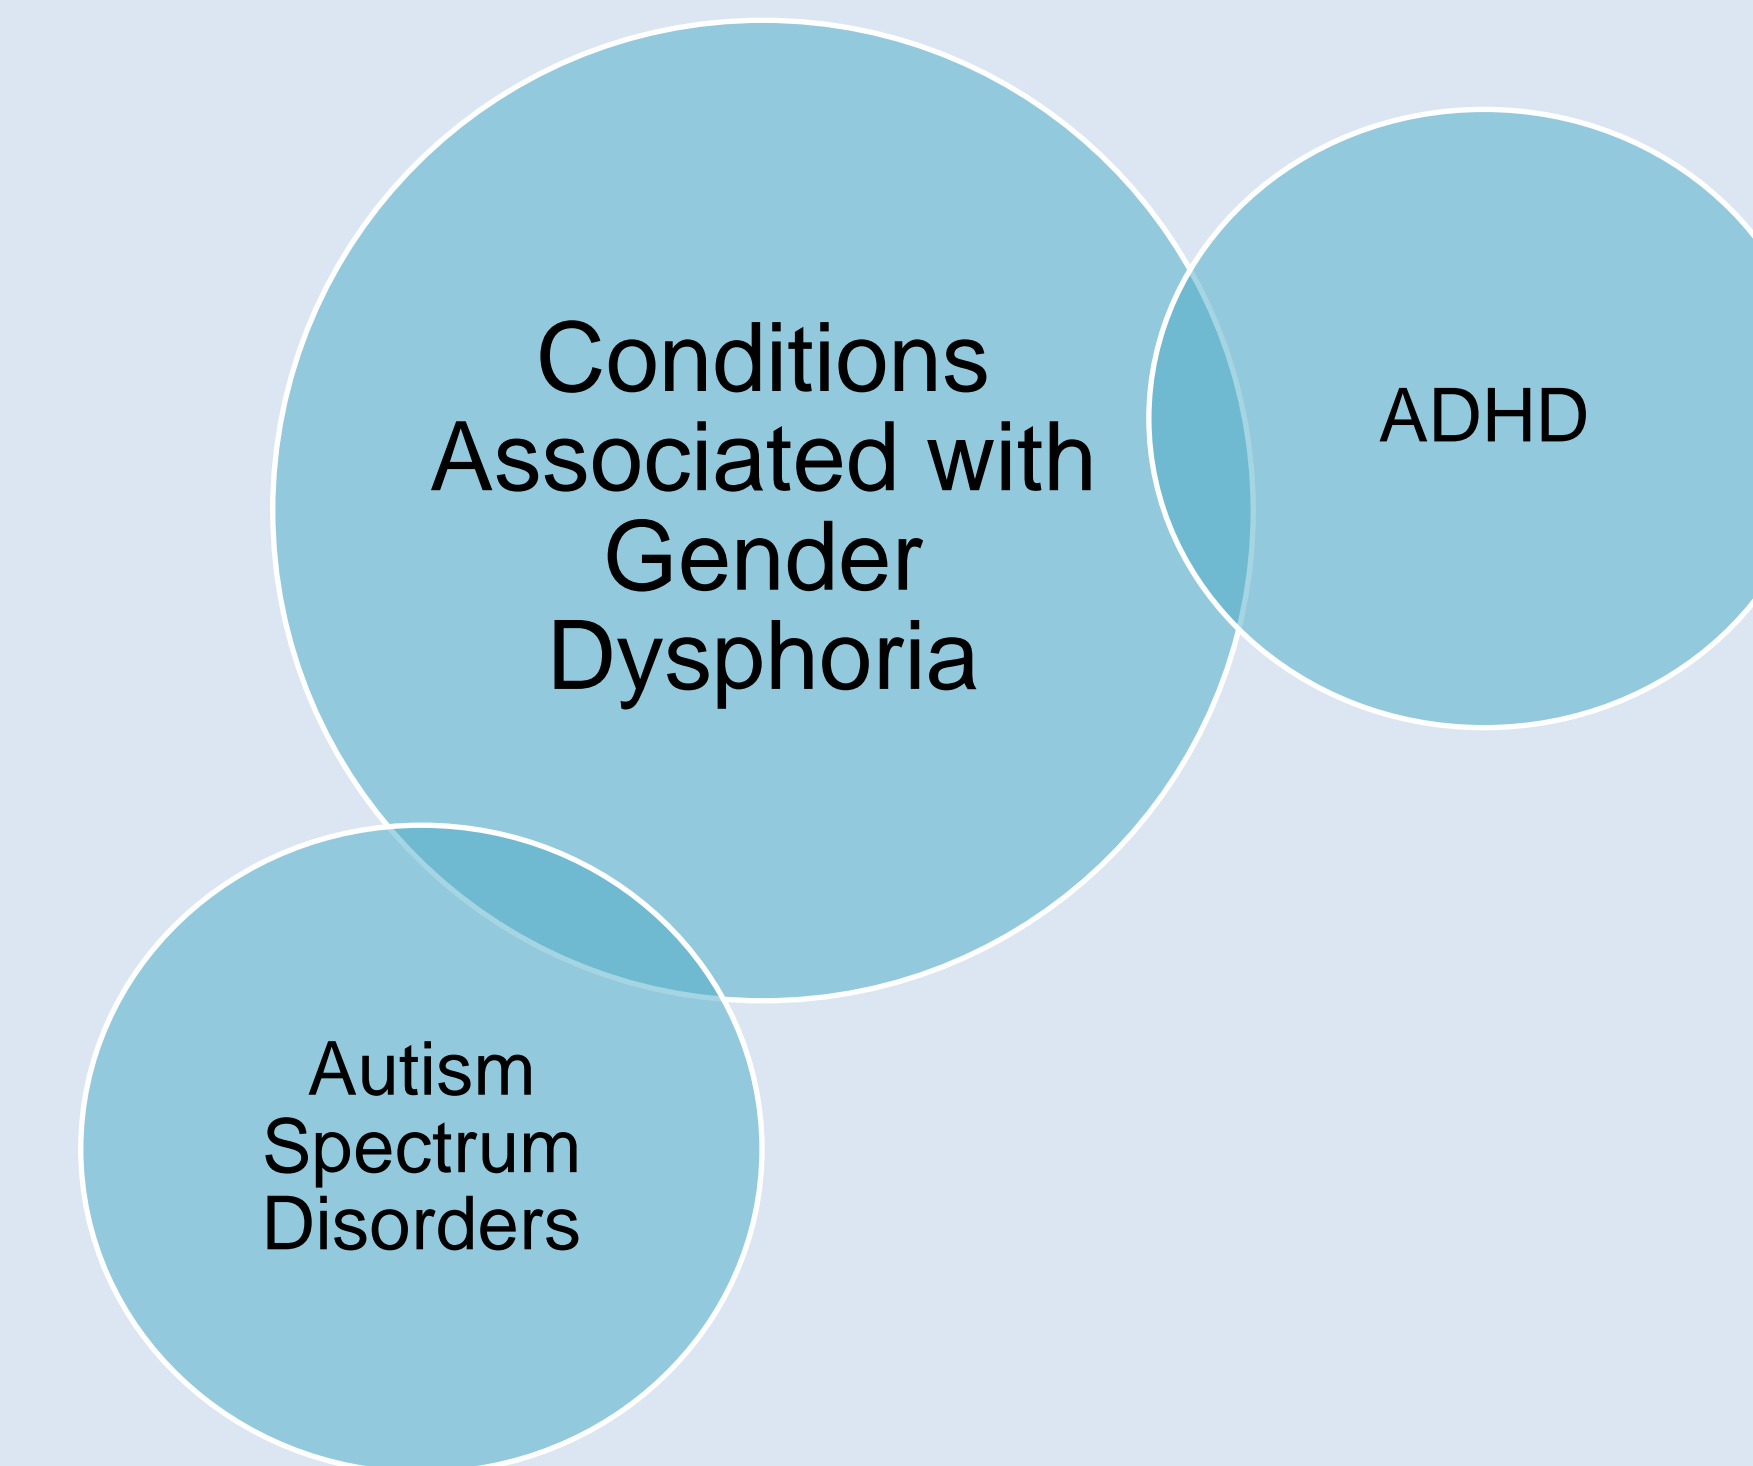 Conditions
Associated with
Gender
Dysphoria
ADHD
Autism
Spectrum
Disorders